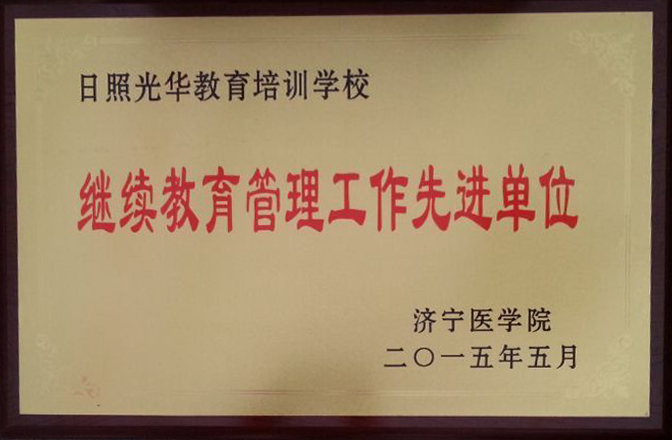 日照光华教育培训学校
继续教育管理工作先进单位
济宁医学院
二〇一五年五月